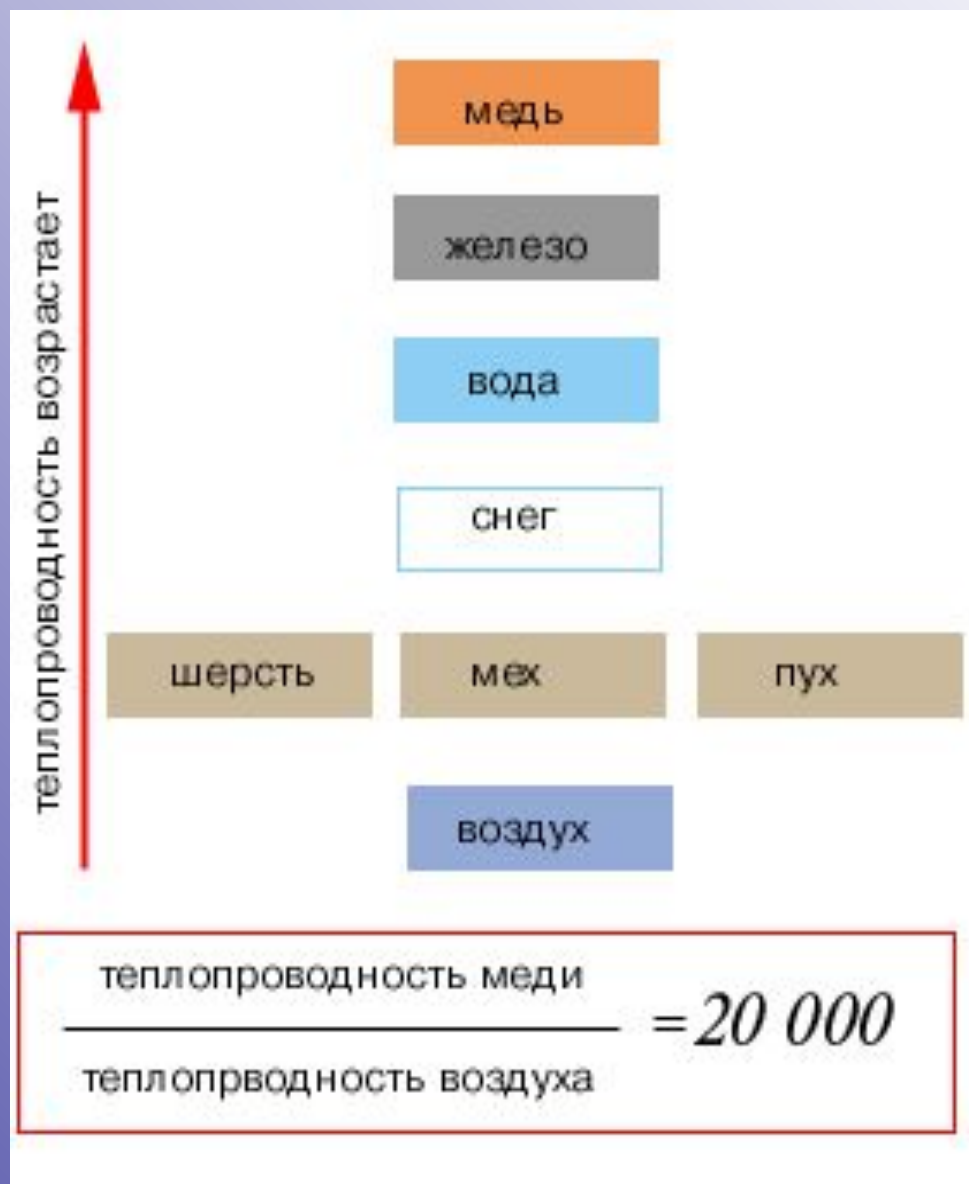 теплопроводность возрастает
медь
железо
вода
снег
шерсть мех пух
воздух
теплопроводность меди
= 20 000
теплопрводность воздуха